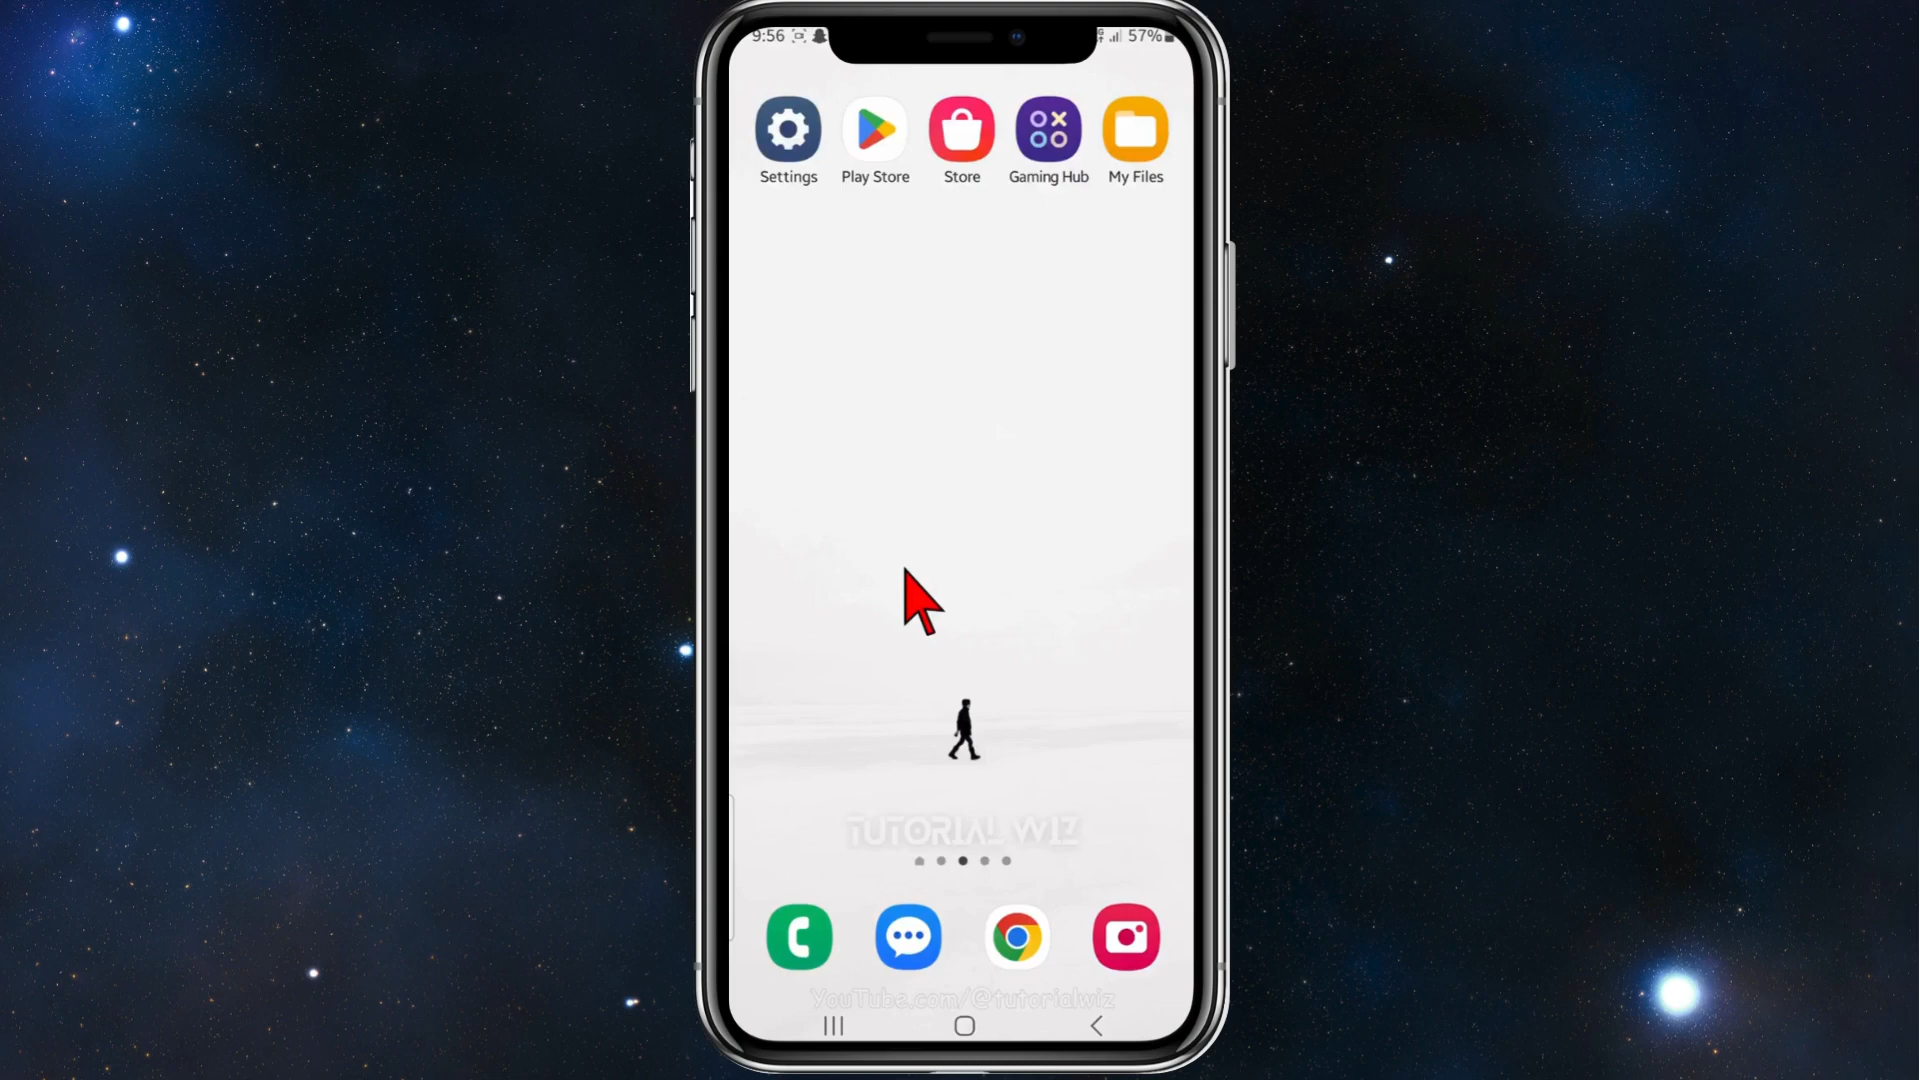 9:56 57%
Settings Play Store Store Gaming Hub My Files
TUTORIAL WIZ
YouTube.com/@tutorialwiz